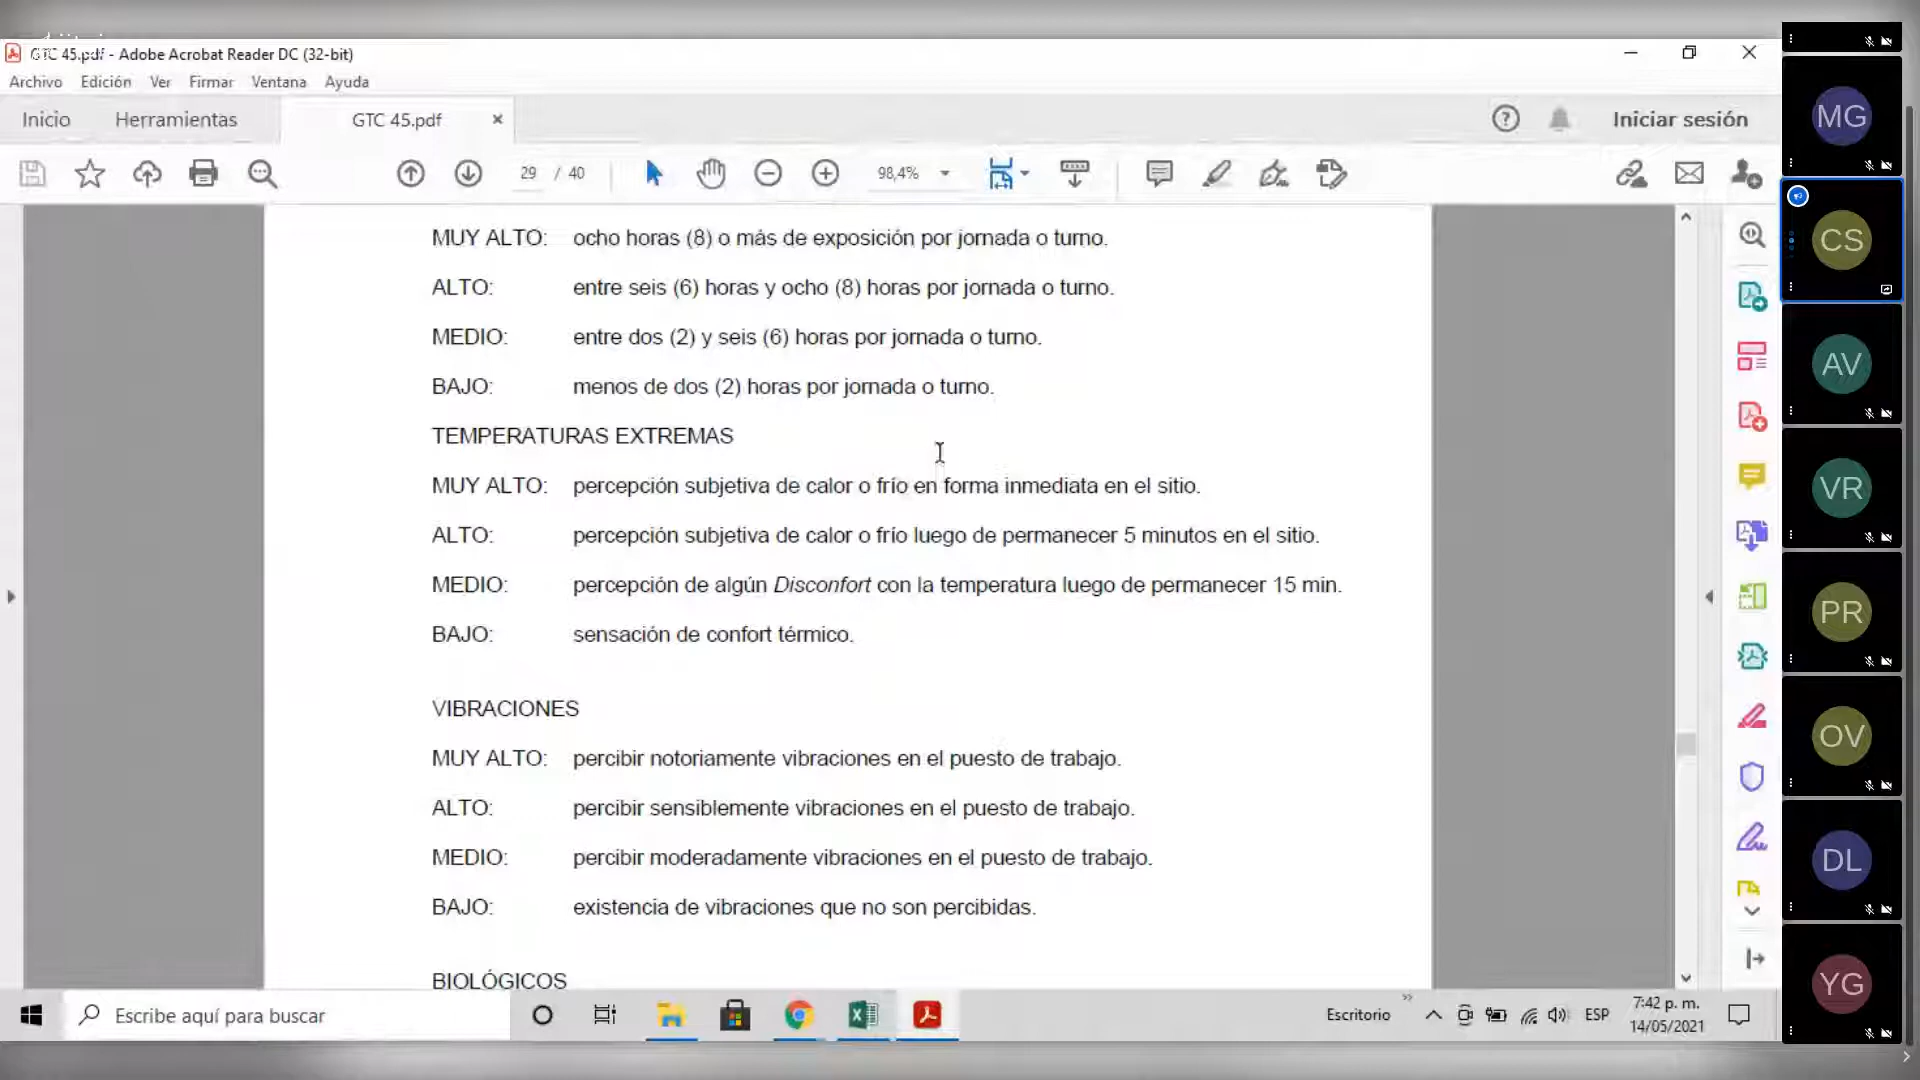 GTC 45.pdf - Adobe Acrobat Reader DC (32-bit)
Archivo Edición Ver Firmar Ventana Ayuda
Inicio Herramientas GTC 45.pdf Iniciar sesión
29 / 40 98,4%
MUY ALTO: ocho horas (8) o más de exposición por jornada o turno.
ALTO: entre seis (6) horas y ocho (8) horas por jornada o turno.
MEDIO: entre dos (2) y seis (6) horas por jornada o turno.
BAJO: menos de dos (2) horas por jornada o turno.
TEMPERATURAS EXTREMAS
MUY ALTO: percepción subjetiva de calor o frío en forma inmediata en el sitio.
ALTO: percepción subjetiva de calor o frío luego de permanecer 5 minutos en el sitio.
MEDIO: percepción de algún Disconfort con la temperatura luego de permanecer 15 min.
BAJO: sensación de confort térmico.
VIBRACIONES
MUY ALTO: percibir notoriamente vibraciones en el puesto de trabajo.
ALTO: percibir sensiblemente vibraciones en el puesto de trabajo.
MEDIO: percibir moderadamente vibraciones en el puesto de trabajo.
BAJO: existencia de vibraciones que no son percibidas.
BIOLÓGICOS
Escribe aquí para buscar
Escritorio
ESP
7:42 p. m.
14/05/2021
MG
CS
AV
VR
PR
OV
DL
YG